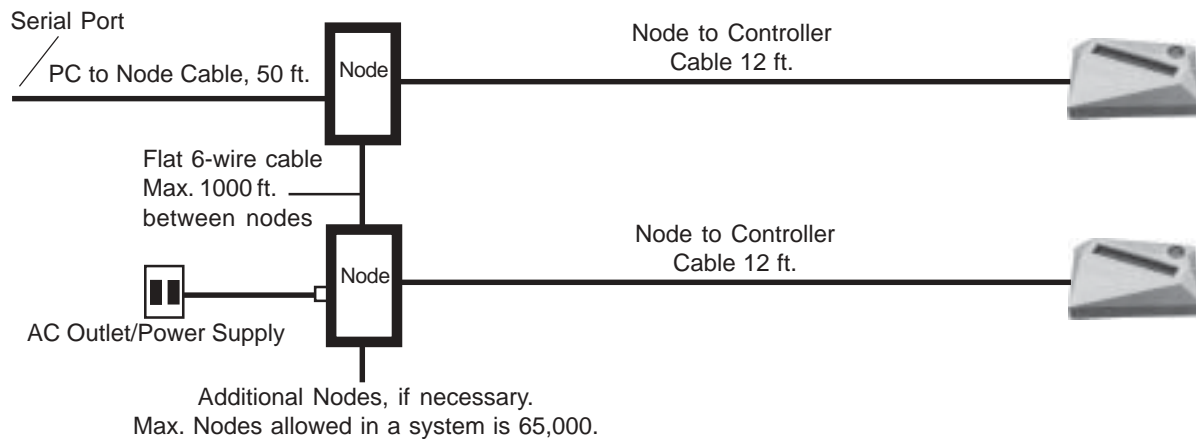 Serial Port
PC to Node Cable, 50 ft.
Node
Node to Controller
Cable 12 ft.
Flat 6-wire cable
Max. 1000 ft.
between nodes
Node
Node to Controller
Cable 12 ft.
AC Outlet/Power Supply
Additional Nodes, if necessary.
Max. Nodes allowed in a system is 65,000.